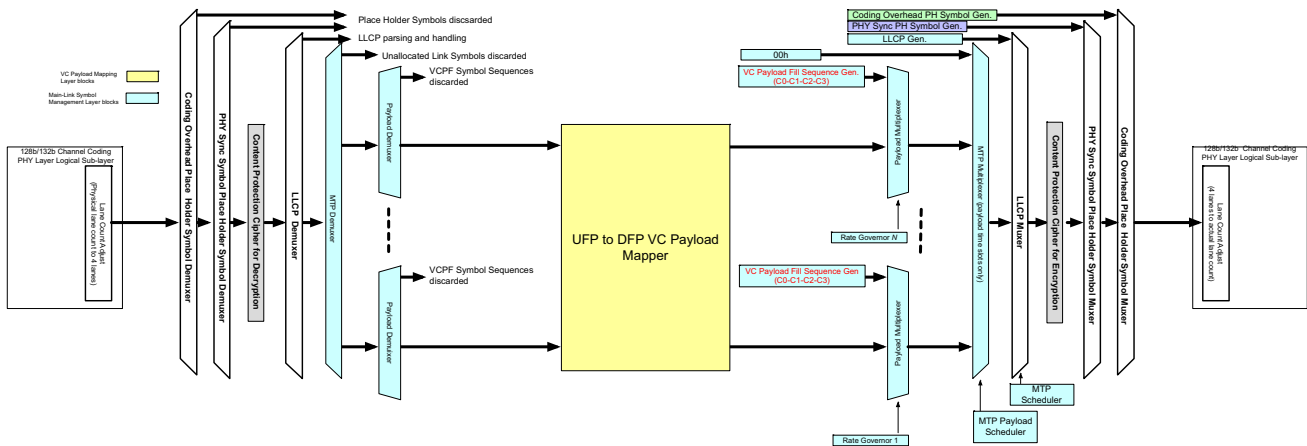 Place Holder Symbols discsarded
LLCP parsing and handling
Unallocated Link Symbols discarded
VCPF Symbol Sequences
discarded
VC Payload Mapping
Layer blocks
Main-Link Symbol
Management Layer blocks
128b/132b Channel Coding
PHY Layer Logical Sub-layer
Lane Count Adjust
(Physical lane count to 4 lanes)
Coding Overhead Place Holder Symbol Demuxer
PHY Sync Symbol Place Holder Symbol Demuxer
Content Protection Cipher for Decryption
LLCP Demuxer
MTP Demuxer
Payload Demuxer
VCPF Symbol Sequences
discarded
Payload Demuixer
UFP to DFP VC Payload
Mapper
Coding Overhead PH Symbol Gen.
PHY Sync PH Symbol Gen.
LLCP Gen.
00h
VC Payload Fill Sequence Gen.
(C0-C1-C2-C3)
Payload Multiplexer
Rate Governor N
VC Payload Fill Sequence Gen
(C0-C1-C2-C3)
Payload Multiplexer
Rate Governor 1
MTP Multiplexer (payload time slots only)
MTP Payload
Scheduler
LLCP Muxer
MTP
Scheduler
Content Protection Cipher for Encryption
PHY Sync Symbol Place Holder Symbol Muxer
Coding Overhead Place Holder Symbol Muxer
128b/132b Channel Coding
PHY Layer Logical Sub-layer
Lane Count Adjust
(4 lanes to actual lane count)